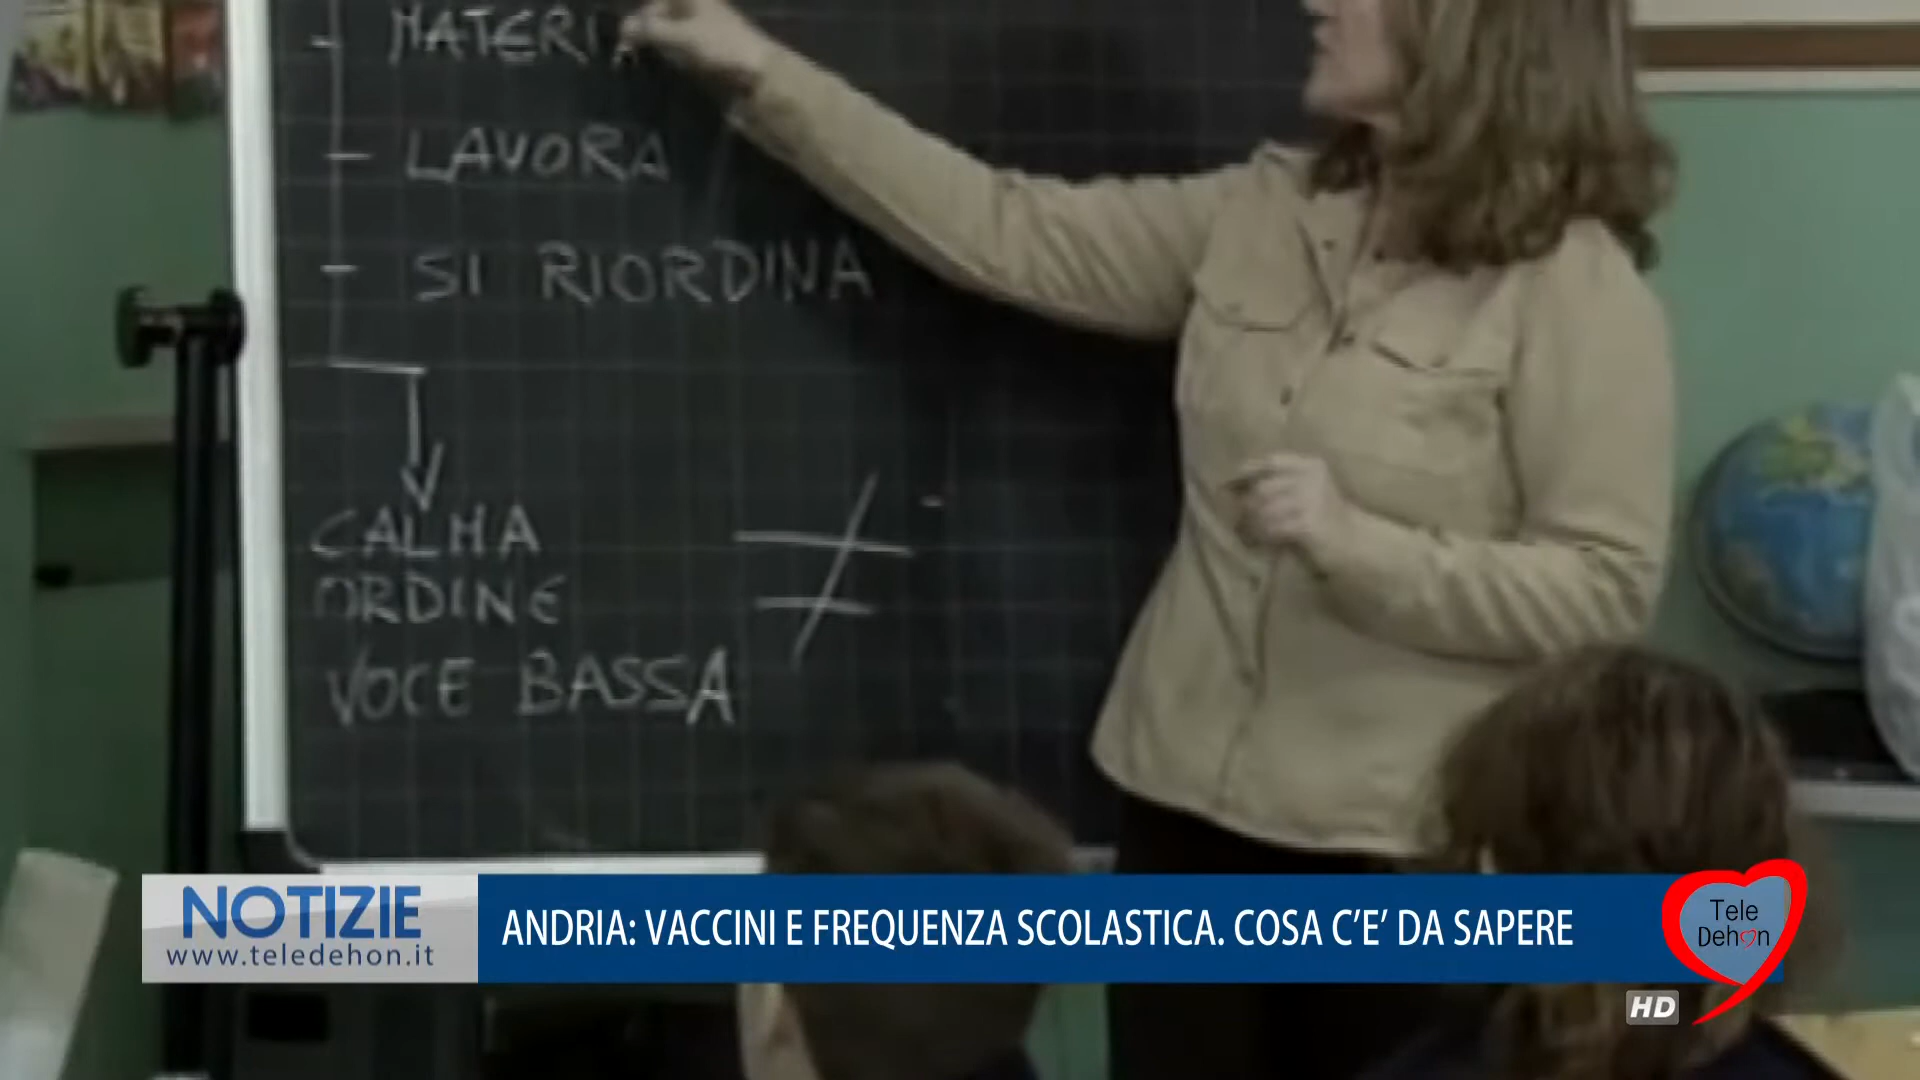 - MATERIA
- LAVORA
- SI RIORDINA
CALMA
ORDINE
VOCE BASSA
≠
NOTIZIE
www.teledehon.it
ANDRIA: VACCINI E FREQUENZA SCOLASTICA. COSA C'E' DA SAPERE
Tele
Dehon
HD